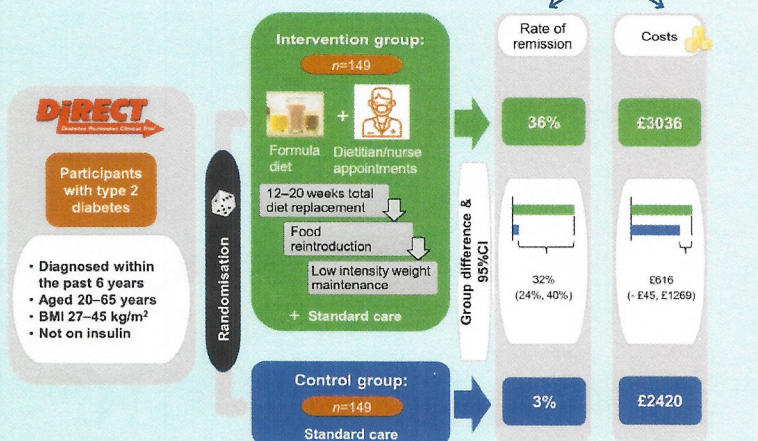 DiRECT
Diabetes Remission Clinical Trial
Participants
with type 2
diabetes
• Diagnosed within
the past 6 years
• Aged 20–65 years
• BMI 27–45 kg/m²
• Not on insulin
Randomisation
Intervention group:
n=149
+
Formula
diet
Dietitian/nurse
appointments
12–20 weeks total
diet replacement
Food
reintroduction
Low intensity weight
maintenance
+ Standard care
Control group:
n=149
Standard care
Group difference &
95%CI
Rate of
remission
36%
32%
(24%, 40%)
3%
Costs
£3036
£616
(- £45, £1269)
£2420